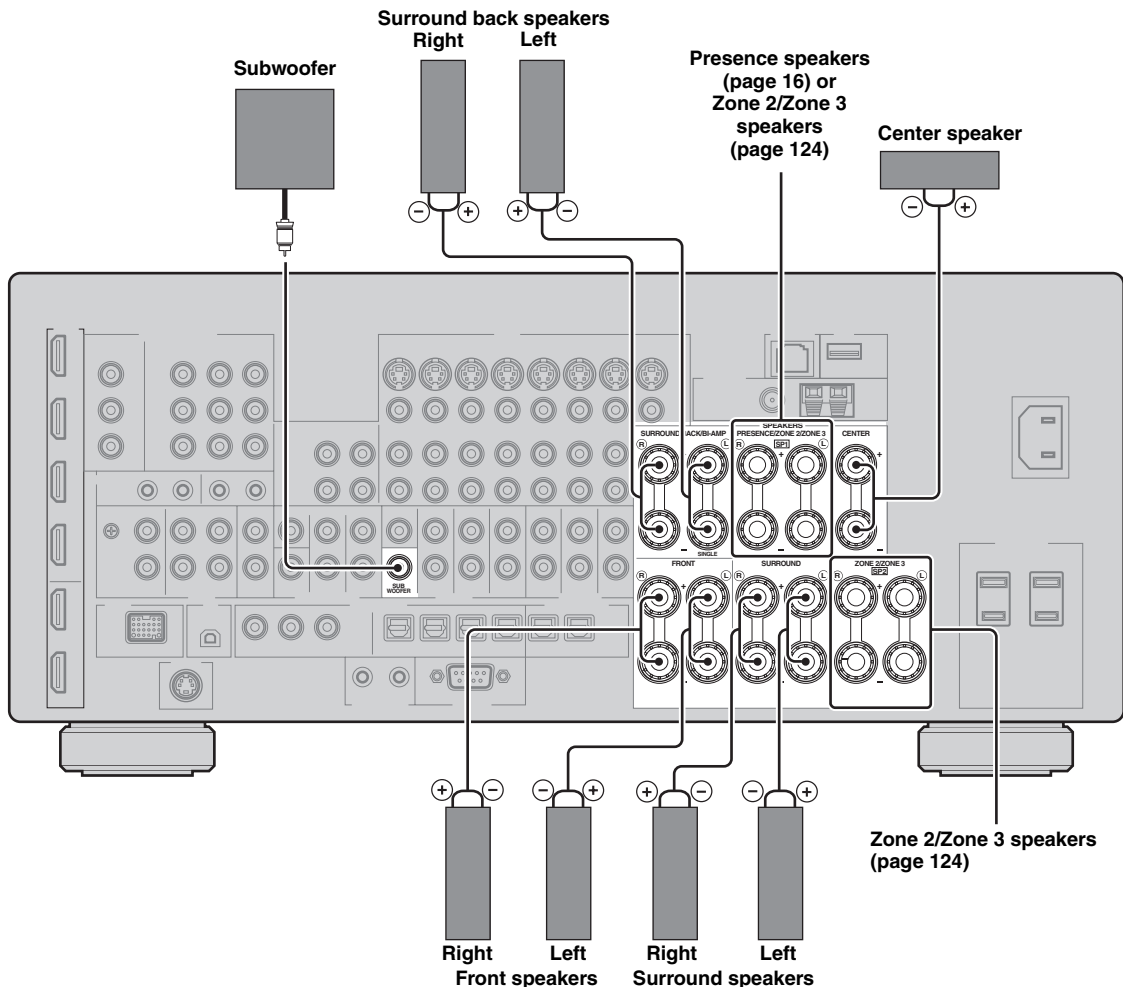 Surround back speakers
Right Left
Subwoofer
Presence speakers
(page 16) or
Zone 2/Zone 3
speakers
(page 124)
Center speaker
− + + −
− +
SPEAKERS
SURROUND BACK/BI-AMP PRESENCE/ZONE 2/ZONE 3 CENTER
R L R SP1 L
+ +
− − −
SINGLE
SUB
WOOFER
FRONT SURROUND ZONE 2/ZONE 3
R L R L R SP2 L
+ + +
−
+ − − + + − − +
Zone 2/Zone 3 speakers
(page 124)
Right Left Right Left
Front speakers Surround speakers